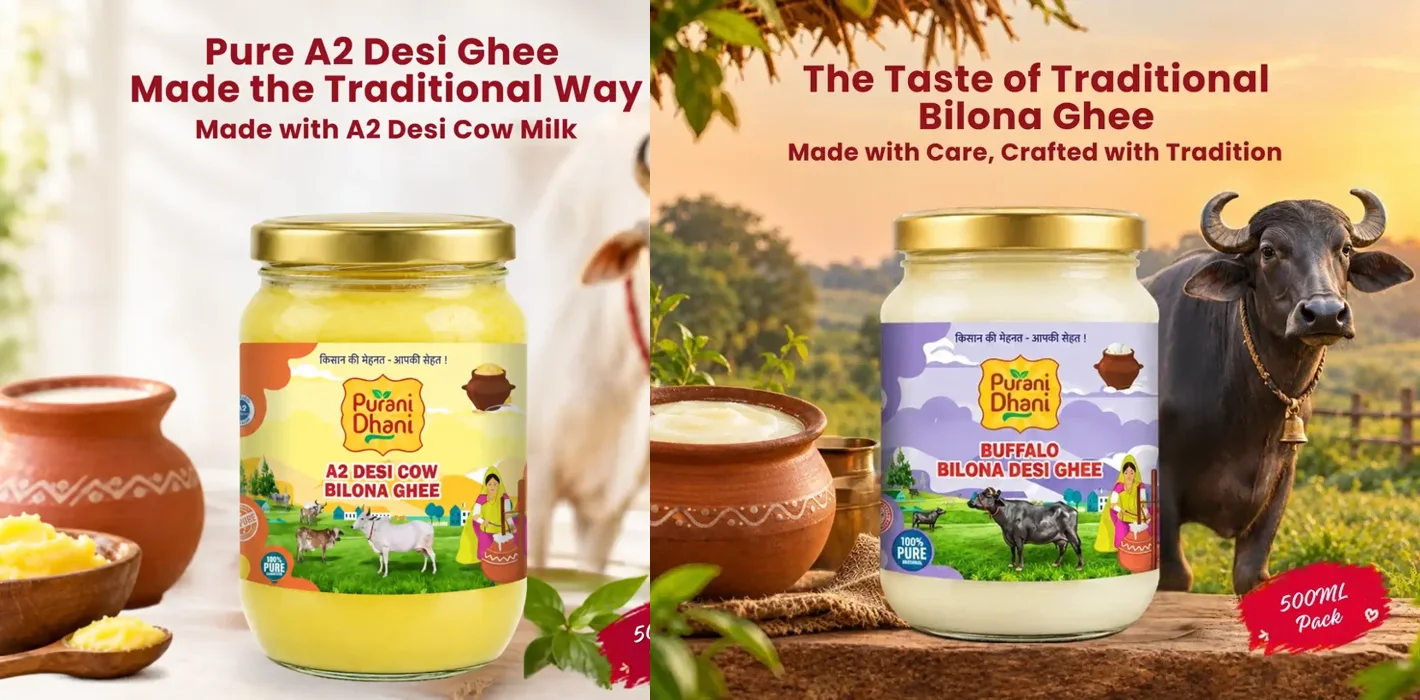 Pure A2 Desi Ghee
Made the Traditional Way
Made with A2 Desi Cow Milk
किसान की मेहनत - आपकी सेहत !
Purani
Dhani
A2 DESI COW
BILONA GHEE
A2
100%
PURE
50
The Taste of Traditional
Bilona Ghee
Made with Care, Crafted with Tradition
किसान की मेहनत - आपकी सेहत !
Purani
Dhani
BUFFALO
BILONA DESI GHEE
100%
PURE
500ML
Pack